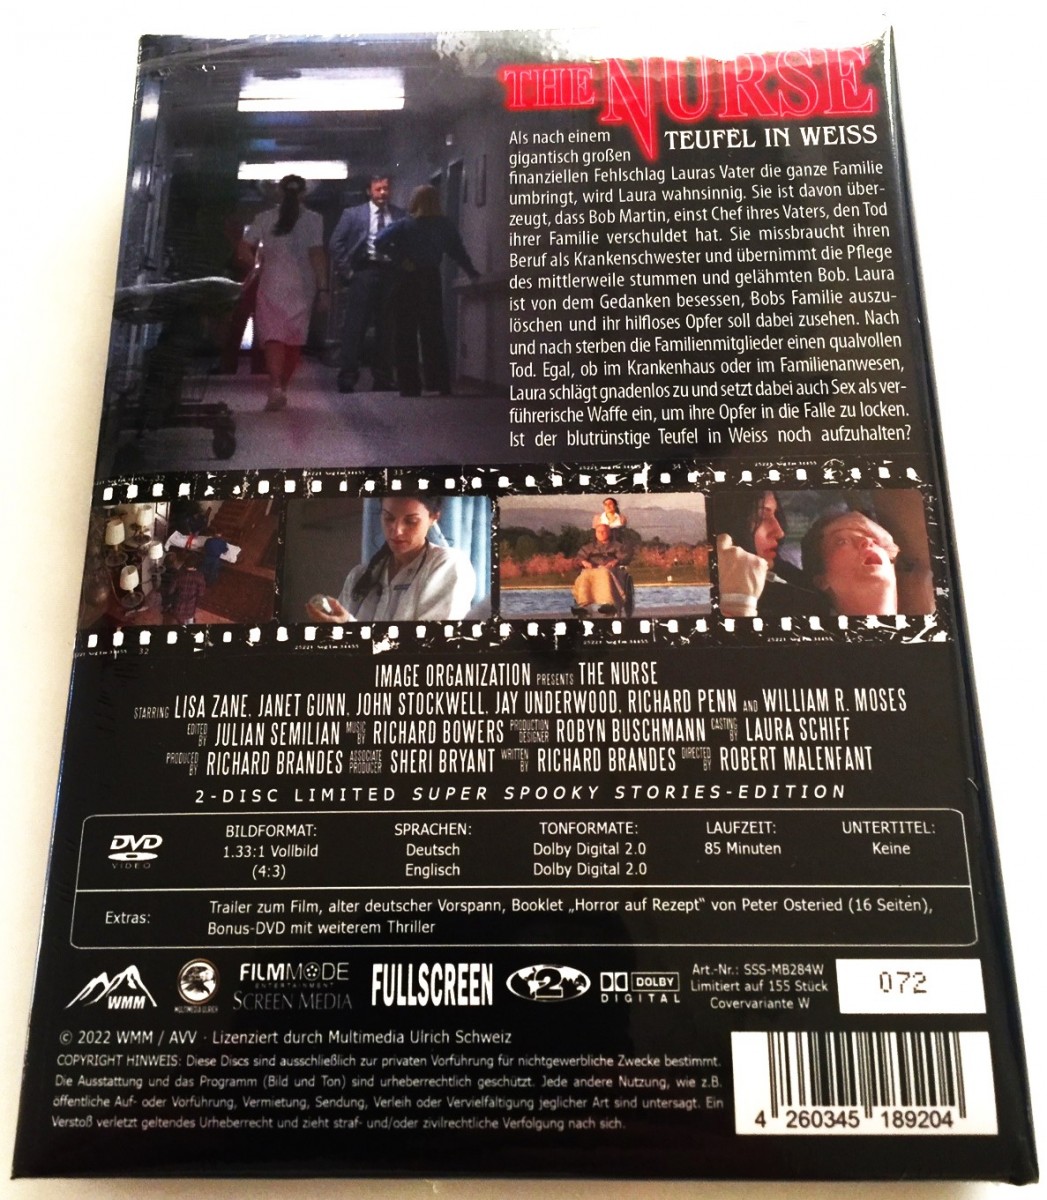 THE NURSE
TEUFEL IN WEISS
Als nach einem
gigantisch großen
finanziellen Fehlschlag Lauras Vater die ganze Familie
umbringt, wird Laura wahnsinnig. Sie ist davon über-
zeugt, dass Bob Martin, einst Chef ihres Vaters, den Tod
ihrer Familie verschuldet hat. Sie missbraucht ihren
Beruf als Krankenschwester und übernimmt die Pflege
des mittlerweile stummen und gelähmten Bob. Laura
ist von dem Gedanken besessen, Bobs Familie auszu-
löschen und ihr hilfloses Opfer soll dabei zusehen. Nach
und nach sterben die Familienmitglieder einen qualvollen
Tod. Egal, ob im Krankenhaus oder im Familienanwesen,
Laura schlägt gnadenlos zu und setzt dabei auch Sex als ver-
führerische Waffe ein, um ihre Opfer in die Falle zu locken.
Ist der blutrünstige Teufel in Weiss noch aufzuhalten?
IMAGE ORGANIZATION PRESENTS THE NURSE
STARRING LISA ZANE. JANET GUNN. JOHN STOCKWELL. JAY UNDERWOOD. RICHARD PENN AND WILLIAM R. MOSES
EDITED BY JULIAN SEMILIAN MUSIC BY RICHARD BOWERS PRODUCTION DESIGNER ROBYN BUSCHMANN CASTING BY LAURA SCHIFF
PRODUCED BY RICHARD BRANDES ASSOCIATE PRODUCER SHERI BRYANT WRITTEN BY RICHARD BRANDES DIRECTED BY ROBERT MALENFANT
2-DISC LIMITED SUPER SPOOKY STORIES-EDITION
DVD VIDEO
BILDFORMAT:
1.33:1 Vollbild
(4:3)
SPRACHEN:
Deutsch
Englisch
TONFORMATE:
Dolby Digital 2.0
Dolby Digital 2.0
LAUFZEIT:
85 Minuten
UNTERTITEL:
Keine
Extras:
Trailer zum Film, alter deutscher Vorspann, Booklet „Horror auf Rezept" von Peter Osteried (16 Seiten),
Bonus-DVD mit weiterem Thriller
WMM
MULTIMEDIA ULRICH
FILMMODE
ENTERTAINMENT
SCREEN MEDIA
FULLSCREEN
2
DOLBY
DIGITAL
Art.-Nr.: SSS-MB284W
Limitiert auf 155 Stück
Covervariante W
072
© 2022 WMM / AVV · Lizenziert durch Multimedia Ulrich Schweiz
COPYRIGHT HINWEIS: Diese Discs sind ausschließlich zur privaten Vorführung für nichtgewerbliche Zwecke bestimmt.
Die Ausstattung und das Programm (Bild und Ton) sind urheberrechtlich geschützt. Jede andere Nutzung, wie z.B.
öffentliche Auf- oder Vorführung, Vermietung, Sendung, Verleih oder Vervielfältigung jeglicher Art sind untersagt. Ein
Verstoß verletzt geltendes Urheberrecht und zieht straf- und/oder zivilrechtliche Verfolgung nach sich.
4 260345 189204